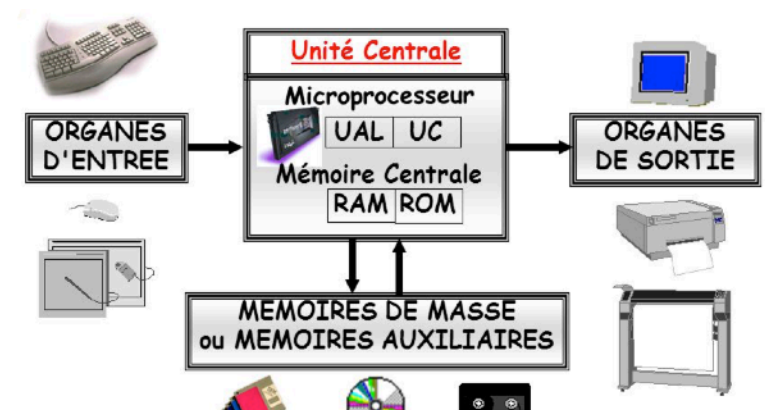 Unité Centrale
Microprocesseur
UAL UC
Mémoire Centrale
RAM ROM
ORGANES
D'ENTREE
ORGANES
DE SORTIE
MEMOIRES DE MASSE
ou MEMOIRES AUXILIAIRES